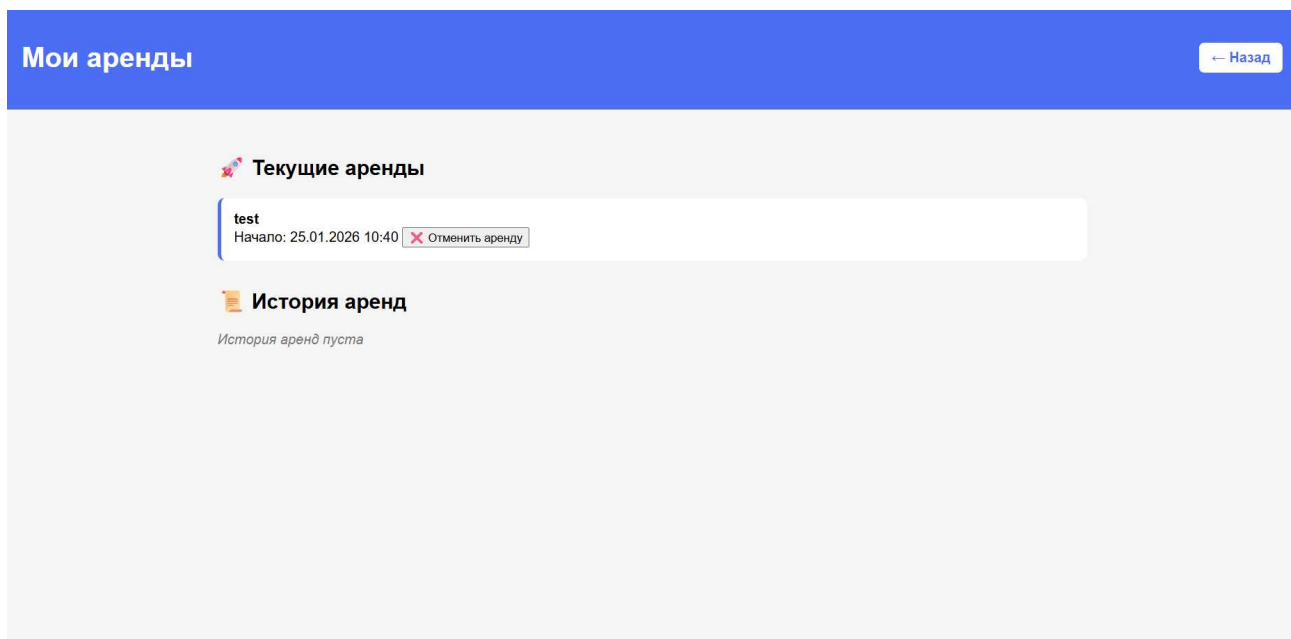 Мои аренды
← Назад
🚀 Текущие аренды
test
Начало: 25.01.2026 10:40 ❌ Отменить аренду
📜 История аренд
История аренд пуста